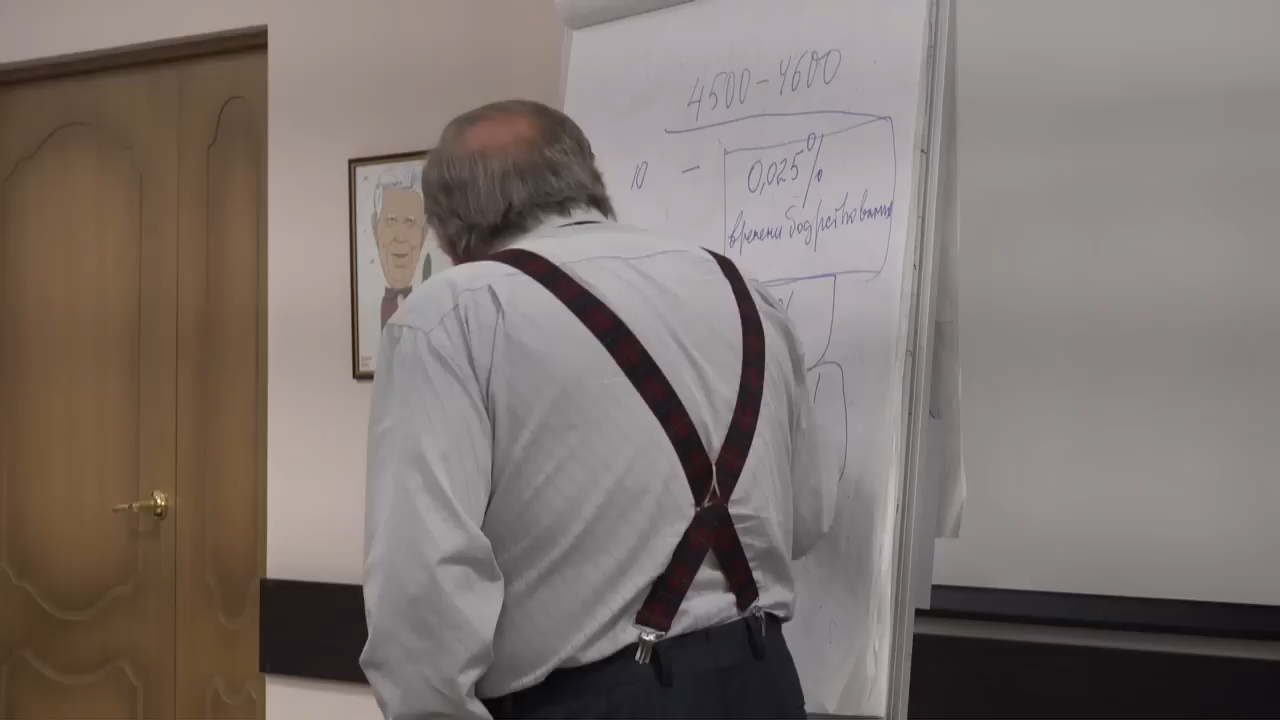 4500-4600
10 - 0,025%
времени бодрствования
%